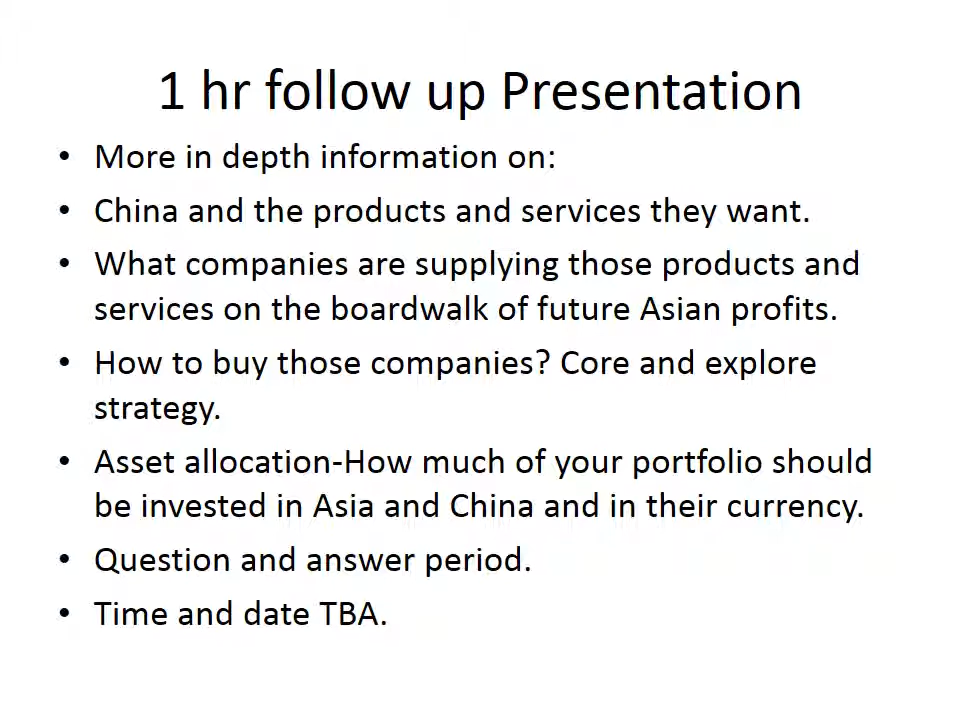 1 hr follow up Presentation
• More in depth information on:
• China and the products and services they want.
• What companies are supplying those products and
services on the boardwalk of future Asian profits.
• How to buy those companies? Core and explore
strategy.
• Asset allocation-How much of your portfolio should
be invested in Asia and China and in their currency.
• Question and answer period.
• Time and date TBA.